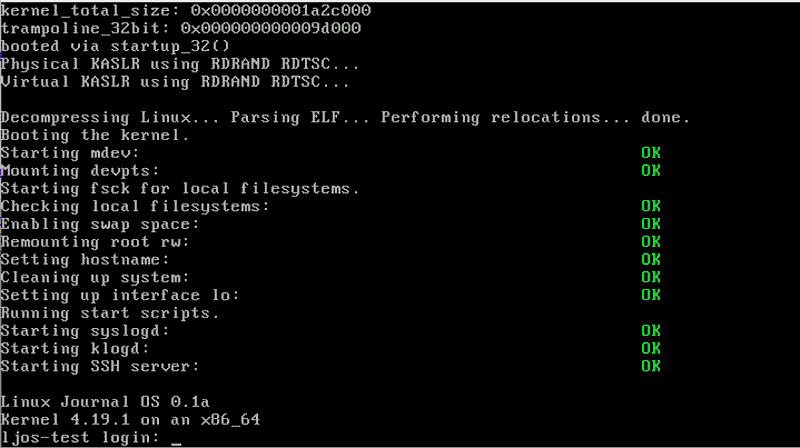 kernel_total_size: 0x0000000001a2c000
trampoline_32bit: 0x000000000009d000
booted via startup_32()
Physical KASLR using RDRAND RDTSC...
Virtual KASLR using RDRAND RDTSC...
Decompressing Linux... Parsing ELF... Performing relocations... done.
Booting the kernel.
Starting mdev: OK
Mounting devpts: OK
Starting fsck for local filesystems.
Checking local filesystems: OK
Enabling swap space: OK
Remounting root rw: OK
Setting hostname: OK
Cleaning up system: OK
Setting up interface lo: OK
Running start scripts.
Starting syslogd: OK
Starting klogd: OK
Starting SSH server: OK
Linux Journal OS 0.1a
Kernel 4.19.1 on an x86_64
ljos-test login: _